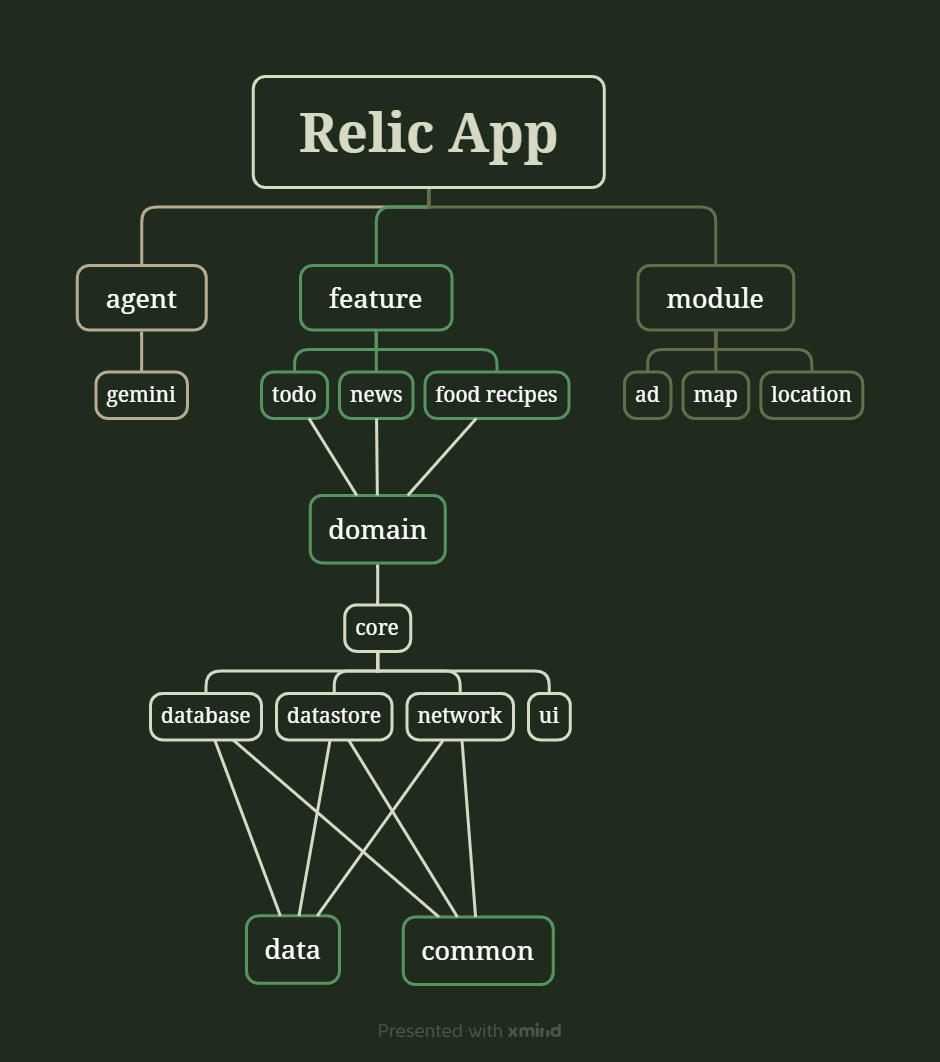 Relic App
agent
feature
module
gemini
todo
news
food recipes
ad
map
location
domain
core
database
datastore
network
ui
data
common
Presented with xmind